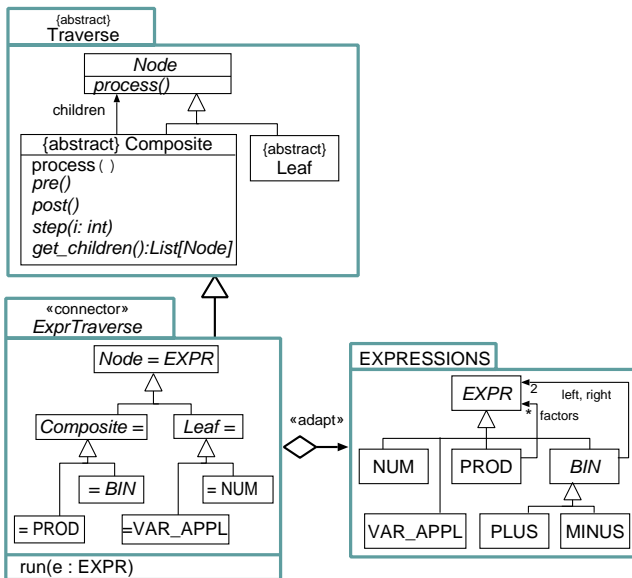 {abstract}
Traverse
Node
process()
children
{abstract} Composite
process()
pre()
post()
step(i: int)
get_children():List[Node]
{abstract}
Leaf
«connector»
ExprTraverse
Node = EXPR
Composite =
Leaf =
= BIN
= NUM
= PROD
=VAR_APPL
run(e : EXPR)
«adapt»
EXPRESSIONS
EXPR
2
left, right
*
factors
NUM
PROD
BIN
VAR_APPL
PLUS
MINUS